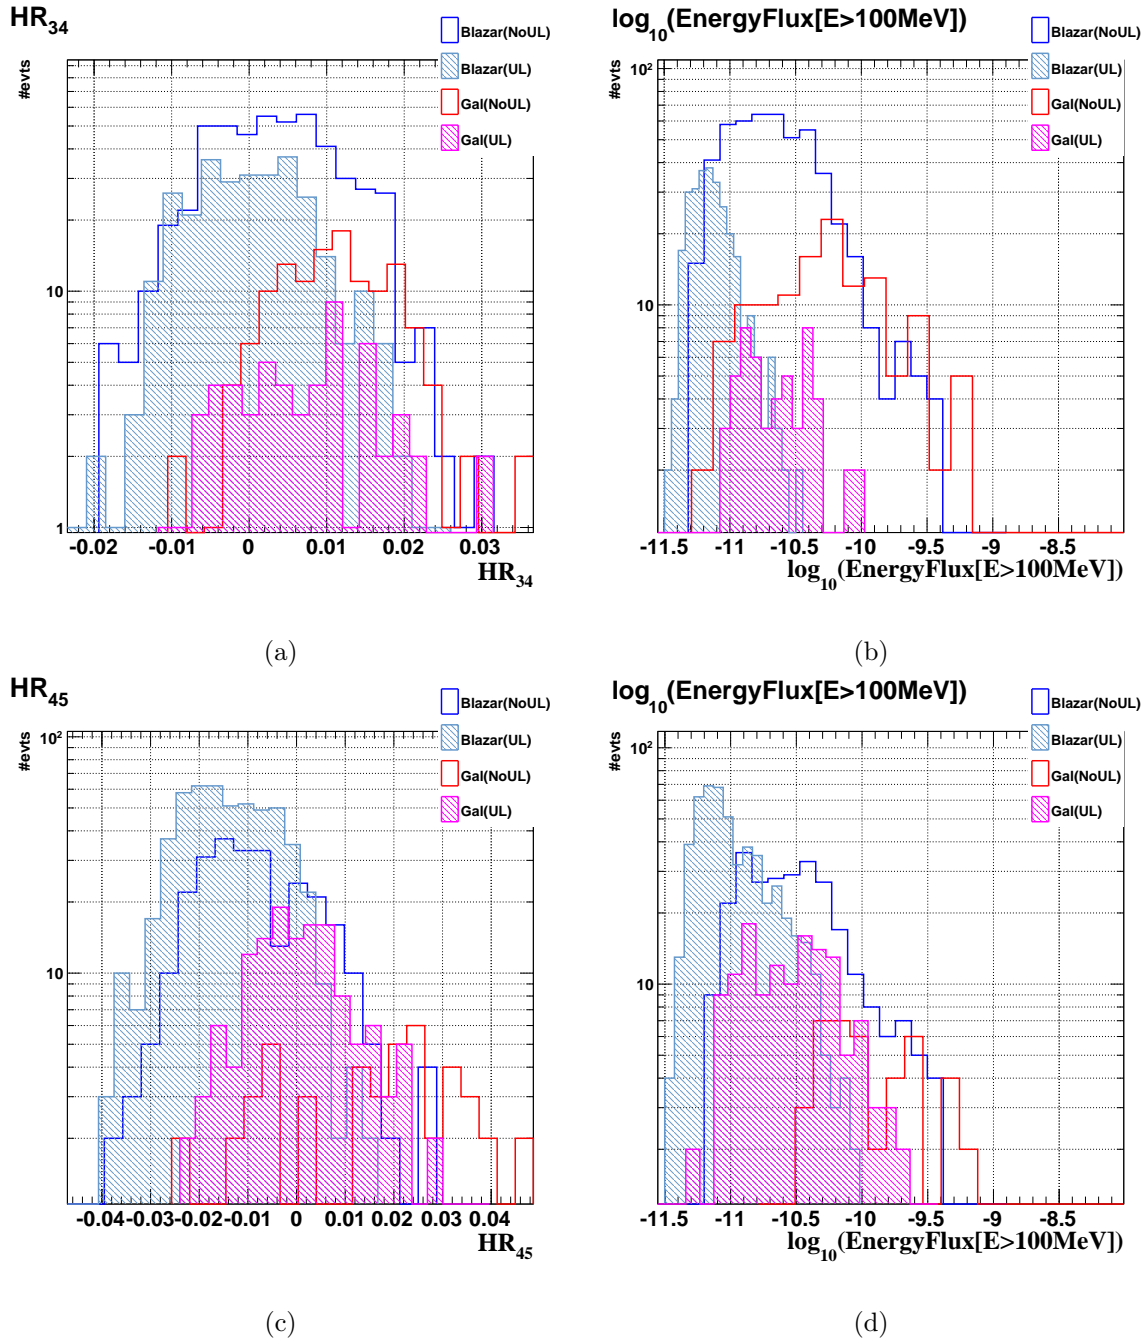 HR34
#evts
Blazar(NoUL)
Blazar(UL)
Gal(NoUL)
Gal(UL)
10
1
-0.02 -0.01 0 0.01 0.02 0.03
HR34
(a)
log10(EnergyFlux[E>100MeV])
#evts
Blazar(NoUL)
Blazar(UL)
Gal(NoUL)
Gal(UL)
10²
10
-11.5 -11 -10.5 -10 -9.5 -9 -8.5
log10(EnergyFlux[E>100MeV])
(b)
HR45
#evts
Blazar(NoUL)
Blazar(UL)
Gal(NoUL)
Gal(UL)
10²
10
-0.04 -0.03 -0.02 -0.01 0 0.01 0.02 0.03 0.04
HR45
(c)
log10(EnergyFlux[E>100MeV])
#evts
Blazar(NoUL)
Blazar(UL)
Gal(NoUL)
Gal(UL)
10²
10
-11.5 -11 -10.5 -10 -9.5 -9 -8.5
log10(EnergyFlux[E>100MeV])
(d)